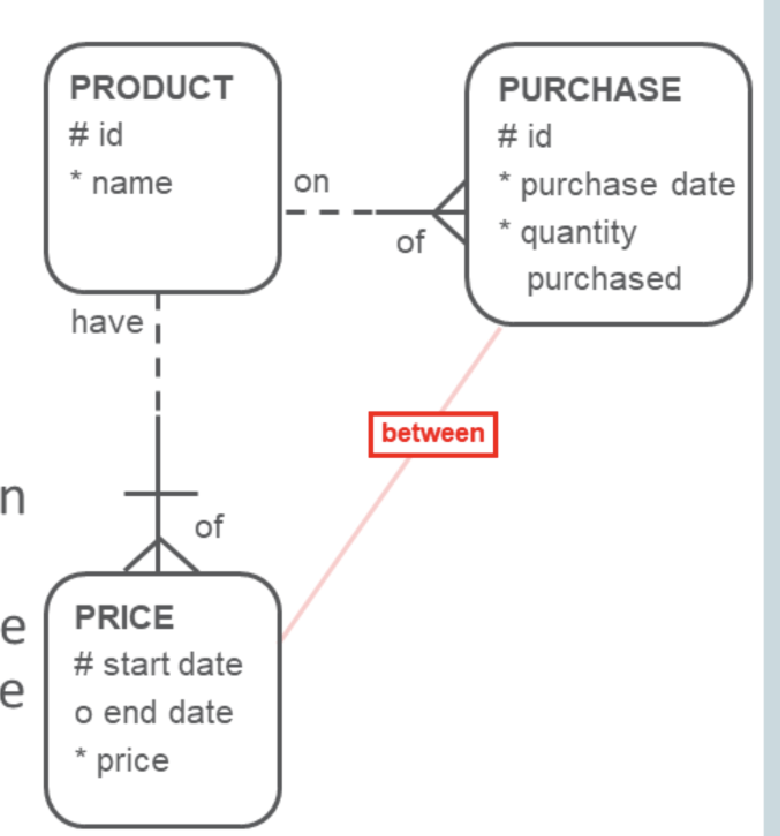 PRODUCT
# id
* name
on
of
PURCHASE
# id
* purchase date
* quantity
purchased
have
between
n
of
e
e
PRICE
# start date
o end date
* price